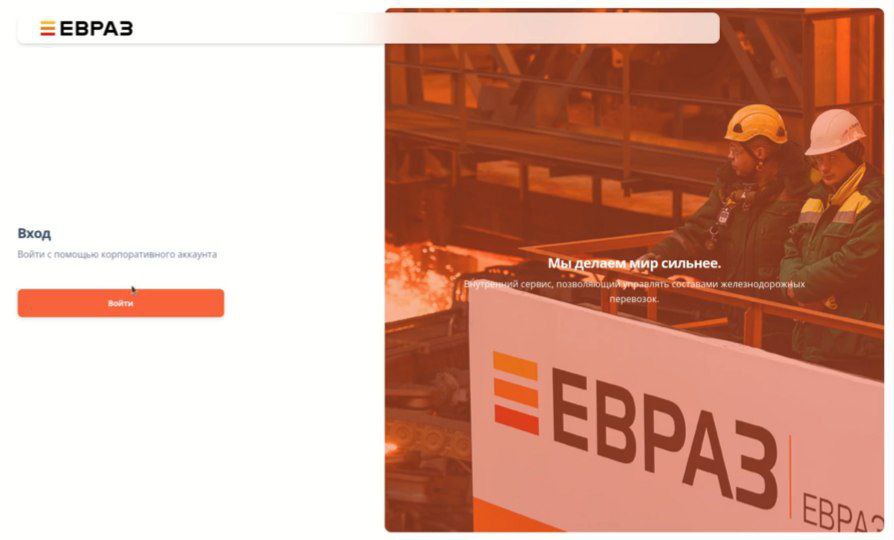 ЕВРАЗ
Вход
Войти с помощью корпоративного аккаунта
Войти
Мы делаем мир сильнее.
Внутренний сервис, позволяющий управлять составами железнодорожных
перевозок.
ЕВРАЗ
ЕВРАЗ